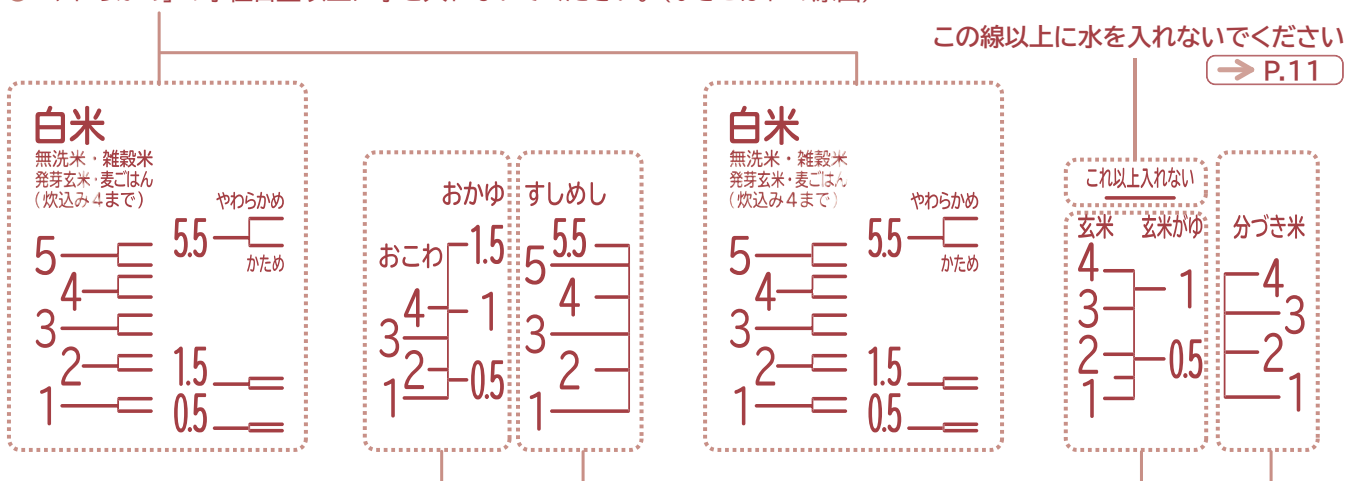 この線以上に水を入れないでください
→ P.11
白米
無洗米・雑穀米
発芽玄米・麦ごはん
（炊込み4まで）
やわらかめ
5.5
かため
5
4
3
2
1
1.5
0.5
おかゆ
おこわ
1.5
4
1
3
2
0.5
1
すしめし
5.5
5
4
3
2
1
白米
無洗米・雑穀米
発芽玄米・麦ごはん
（炊込み4まで）
やわらかめ
5.5
かため
5
4
3
2
1
1.5
0.5
これ以上入れない
玄米 玄米がゆ
4
1
3
2
0.5
1
分づき米
4
3
2
1